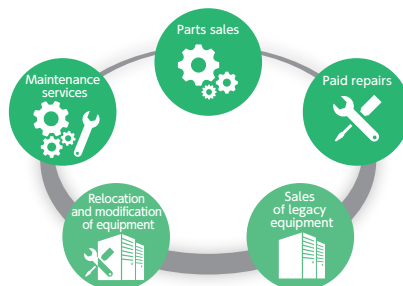 Parts sales
Maintenance
services
Paid repairs
Relocation
and modification
of equipment
Sales
of legacy
equipment